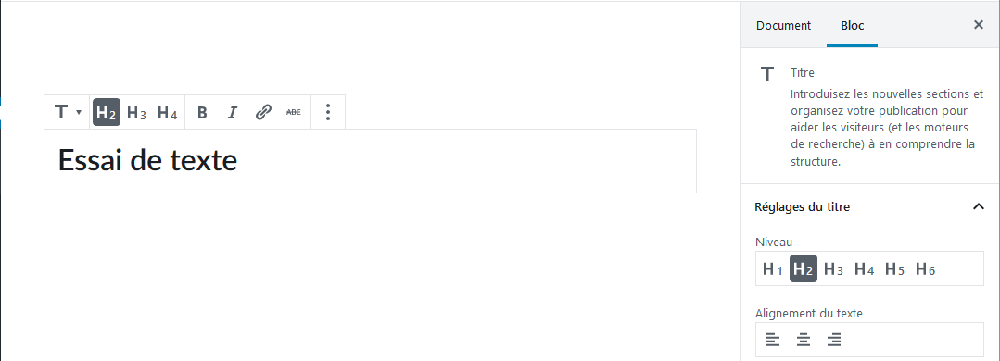 Document Bloc ×
T Titre
Introduisez les nouvelles sections et
organisez votre publication pour
aider les visiteurs (et les moteurs
de recherche) à en comprendre la
structure.
T H2 H3 H4 B I ABC
Essai de texte
Réglages du titre
Niveau
H1 H2 H3 H4 H5 H6
Alignement du texte